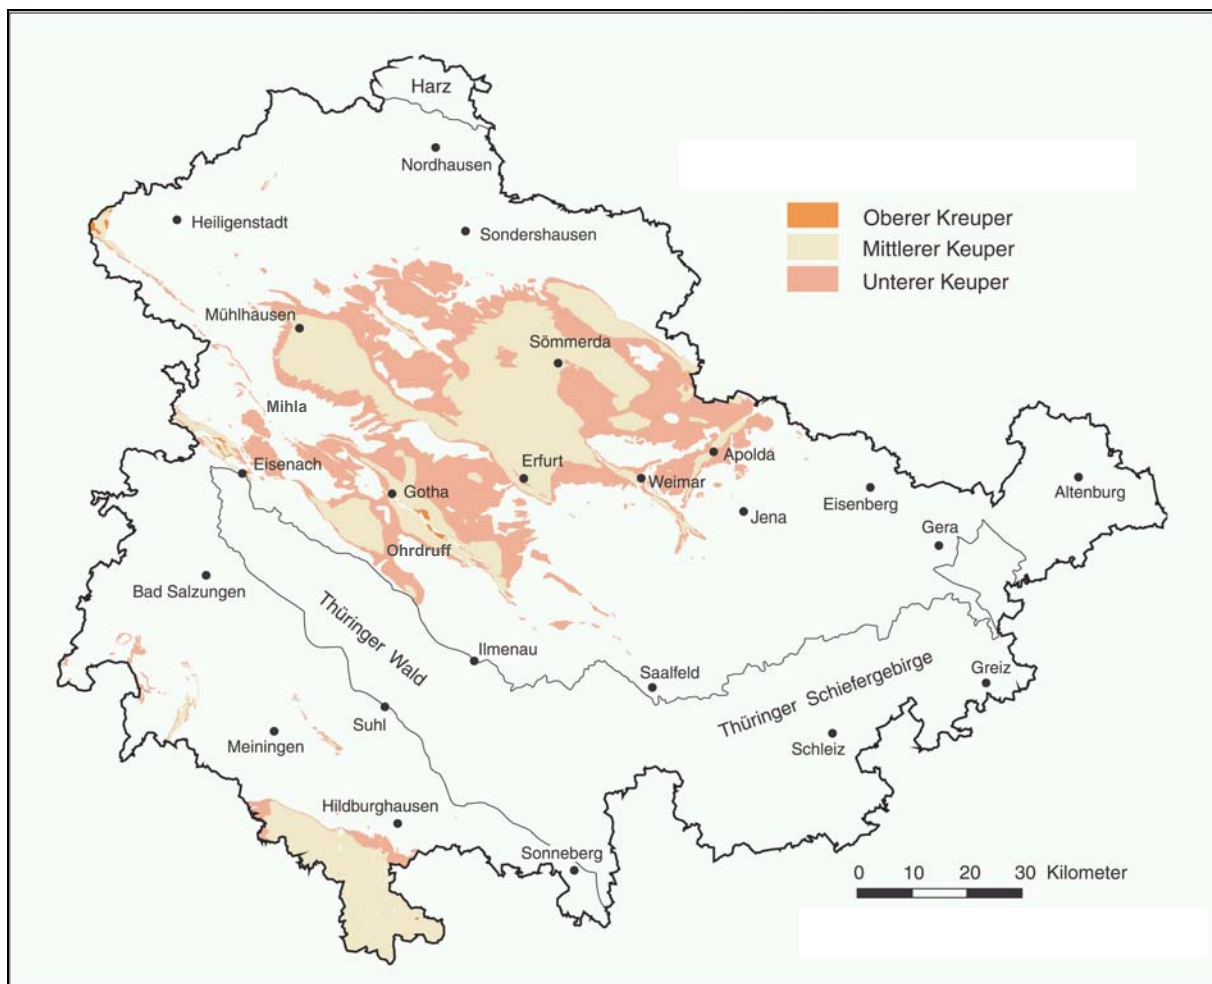 Harz
Nordhausen
Heiligenstadt
Sondershausen
Oberer Kreuper
Mittlerer Keuper
Unterer Keuper
Mühlhausen
Sömmerda
Mihla
Eisenach
Gotha
Erfurt
Weimar
Apolda
Jena
Eisenberg
Altenburg
Gera
Ohrdruff
Bad Salzungen
Thüringer Wald
Ilmenau
Saalfeld
Thüringer Schiefergebirge
Greiz
Suhl
Meiningen
Schleiz
Hildburghausen
Sonneberg
0 10 20 30 Kilometer